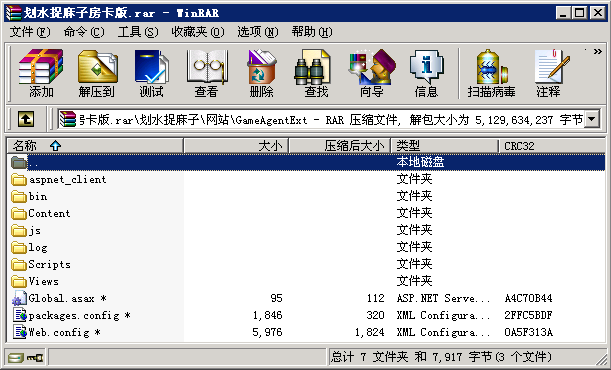 划水捉麻子房卡版.rar - WinRAR
文件(F) 命令(C) 工具(S) 收藏夹(O) 选项(N) 帮助(H)
添加 解压到 测试 查看 删除 查找 向导 信息 扫描病毒 注释
卡版.rar\划水捉麻子\网站\GameAgentExt - RAR 压缩文件, 解包大小为 5,129,634,237 字节
名称 大小 压缩后大小 类型 CRC32
.. 本地磁盘
aspnet_client 文件夹
bin 文件夹
Content 文件夹
js 文件夹
log 文件夹
Scripts 文件夹
Views 文件夹
Global.asax * 95 112 ASP.NET Serve... A4C70B44
packages.config * 1,846 320 XML Configura... 2FFC5BDF
Web.config * 5,976 1,824 XML Configura... 0A5F313A
总计 7 文件夹 和 7,917 字节(3 个文件)